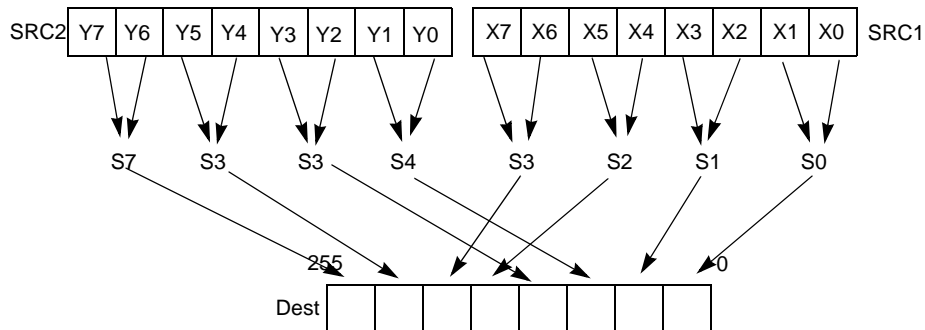 SRC2 Y7 Y6 Y5 Y4 Y3 Y2 Y1 Y0 X7 X6 X5 X4 X3 X2 X1 X0 SRC1
S7 S3 S3 S4 S3 S2 S1 S0
255 0
Dest